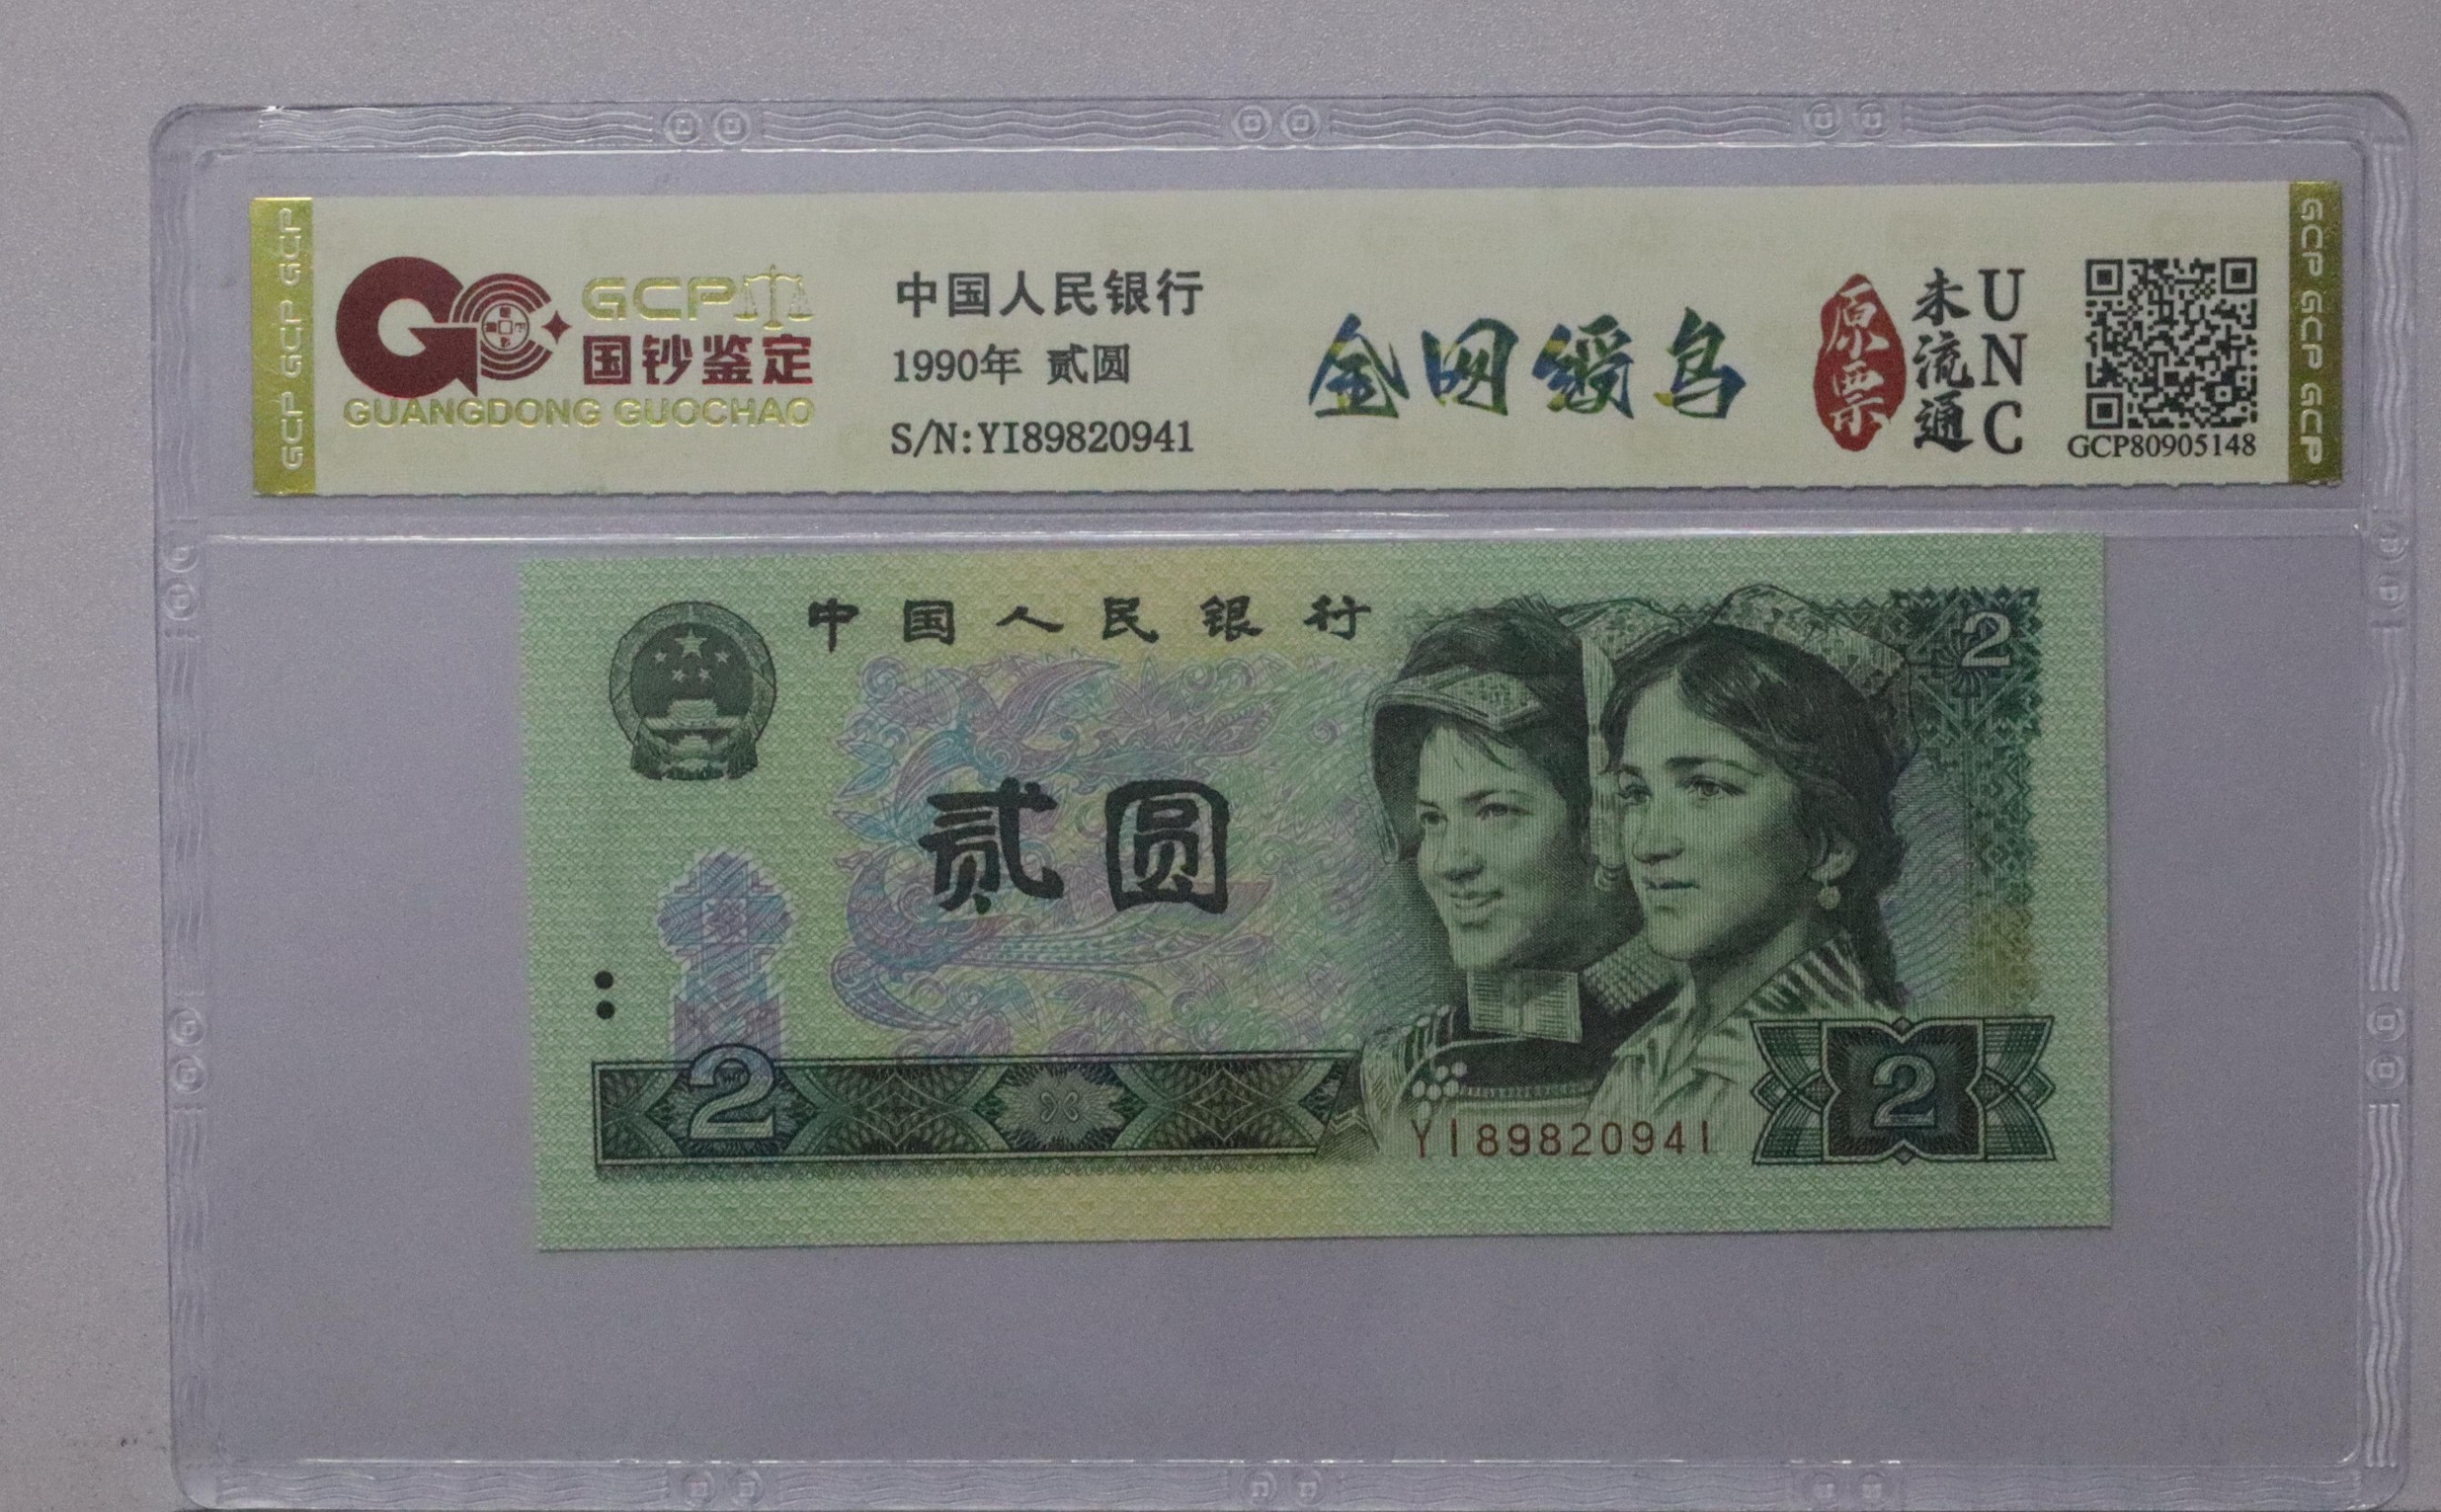 GCP GCP GCP
GCP
国钞鉴定
GUANGDONG GUOCHAO
中国人民银行
1990年 贰圆
S/N:YI89820941
金网绶鸟
原票
未流通
UNC
GCP80905148
GCP GCP GCP
中国人民银行
2
贰圆
2
YI89820941
2